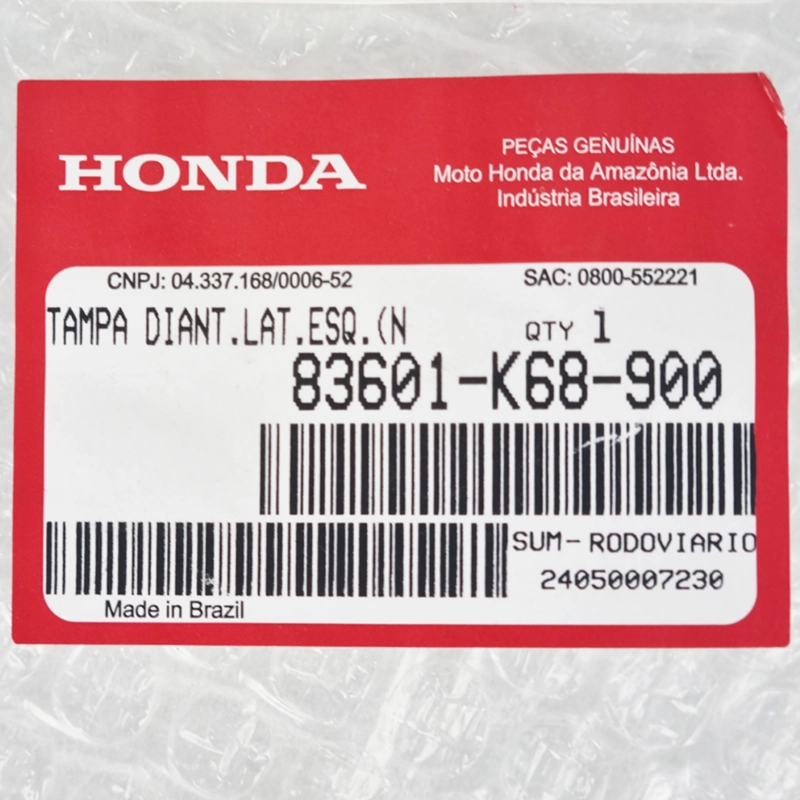 HONDA
PEÇAS GENUÍNAS
Moto Honda da Amazônia Ltda.
Indústria Brasileira
CNPJ: 04.337.168/0006-52
SAC: 0800-552221
TAMPA DIANT.LAT.ESQ.(N
QTY 1
83601-K68-900
SUM-RODOVIARIO
24050007230
Made in Brazil